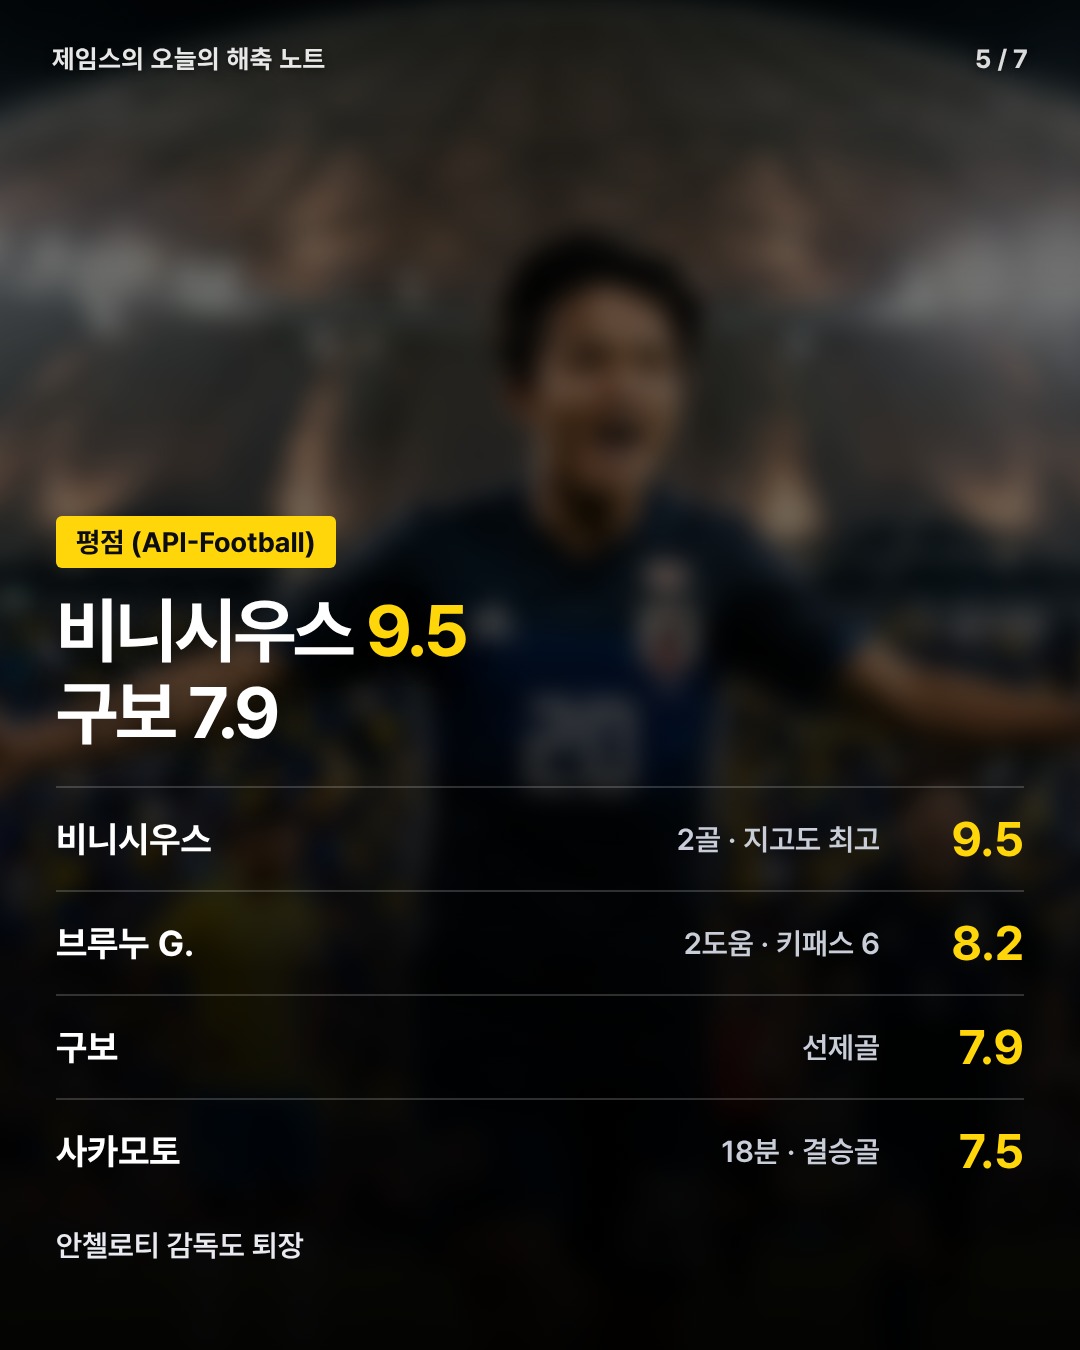 제임스의 오늘의 해축 노트
5 / 7
평점 (API-Football)
비니시우스 9.5
구보 7.9
비니시우스 2골 · 지고도 최고 9.5
브루누 G. 2도움 · 키패스 6 8.2
구보 선제골 7.9
사카모토 18분 · 결승골 7.5
안첼로티 감독도 퇴장
20